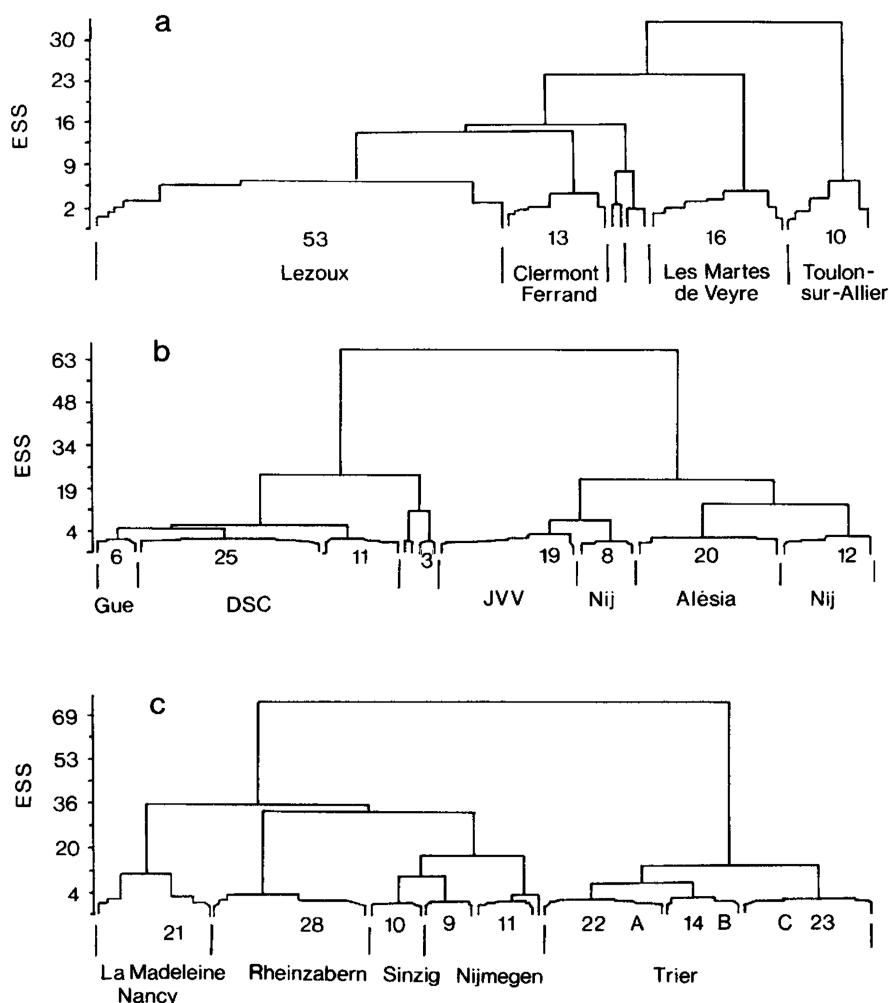 a
30
23
16
9
2
ESS
53
13
16
10
Lezoux
Clermont
Ferrand
Les Martes
de Veyre
Toulon-
sur-Allier
b
63
48
34
19
4
ESS
6
25
11
3
19
8
20
12
Gue
DSC
JVV
Nij
Alésia
Nij
c
69
53
36
20
4
ESS
21
28
10
9
11
22
A
14
B
C
23
La Madeleine
Nancy
Rheinzabern
Sinzig
Nijmegen
Trier